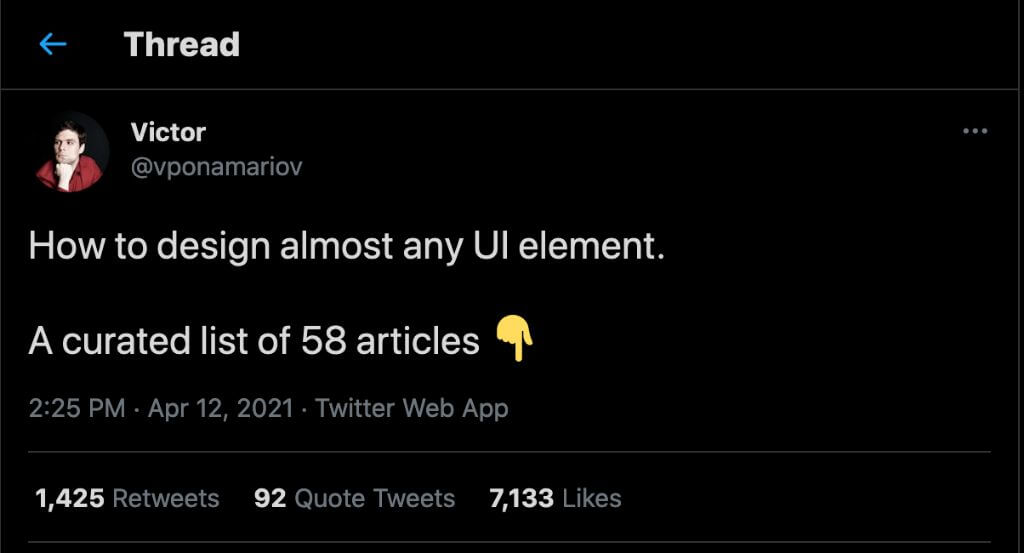 Thread
Victor
@vponamariov
How to design almost any UI element.
A curated list of 58 articles 👇
2:25 PM · Apr 12, 2021 · Twitter Web App
1,425 Retweets 92 Quote Tweets 7,133 Likes